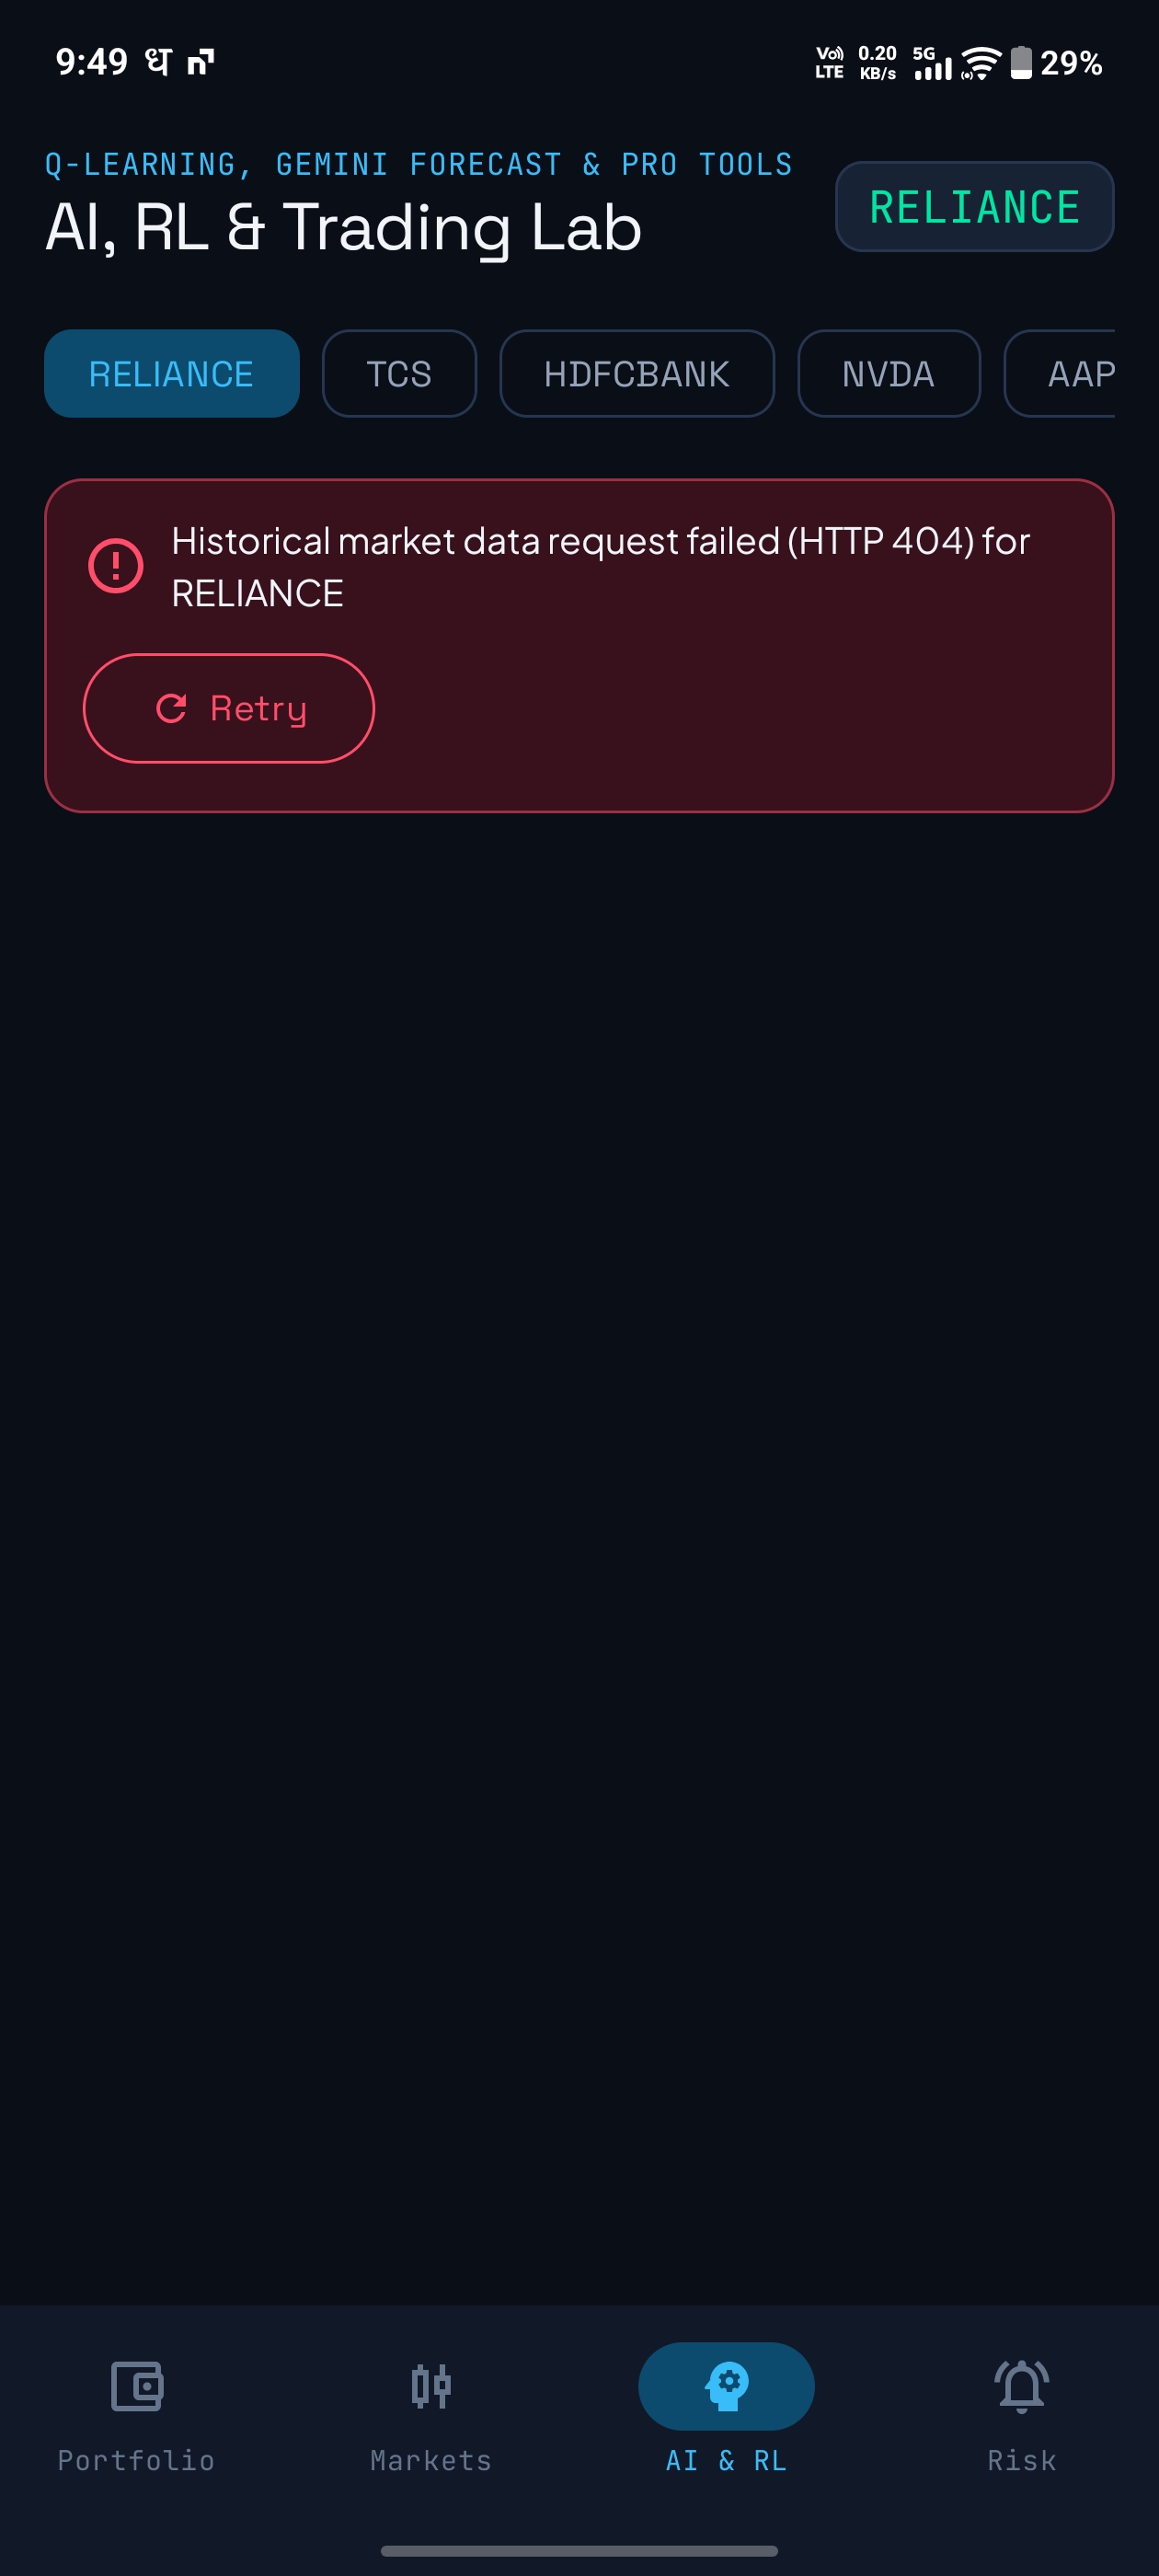 9:49 ध
Vo)) LTE 0.20 KB/s 5G 29%
Q-LEARNING, GEMINI FORECAST & PRO TOOLS
AI, RL & Trading Lab
RELIANCE
RELIANCE TCS HDFCBANK NVDA AAP
Historical market data request failed (HTTP 404) for
RELIANCE
Retry
Portfolio Markets AI & RL Risk